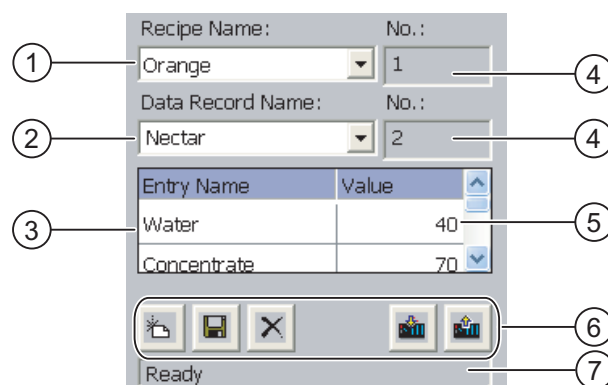 Recipe Name: No.:
1 Orange 1 4
Data Record Name: No.:
2 Nectar 2 4
Entry Name Value
3 Water 40 5
Concentrate 70
6
Ready 7